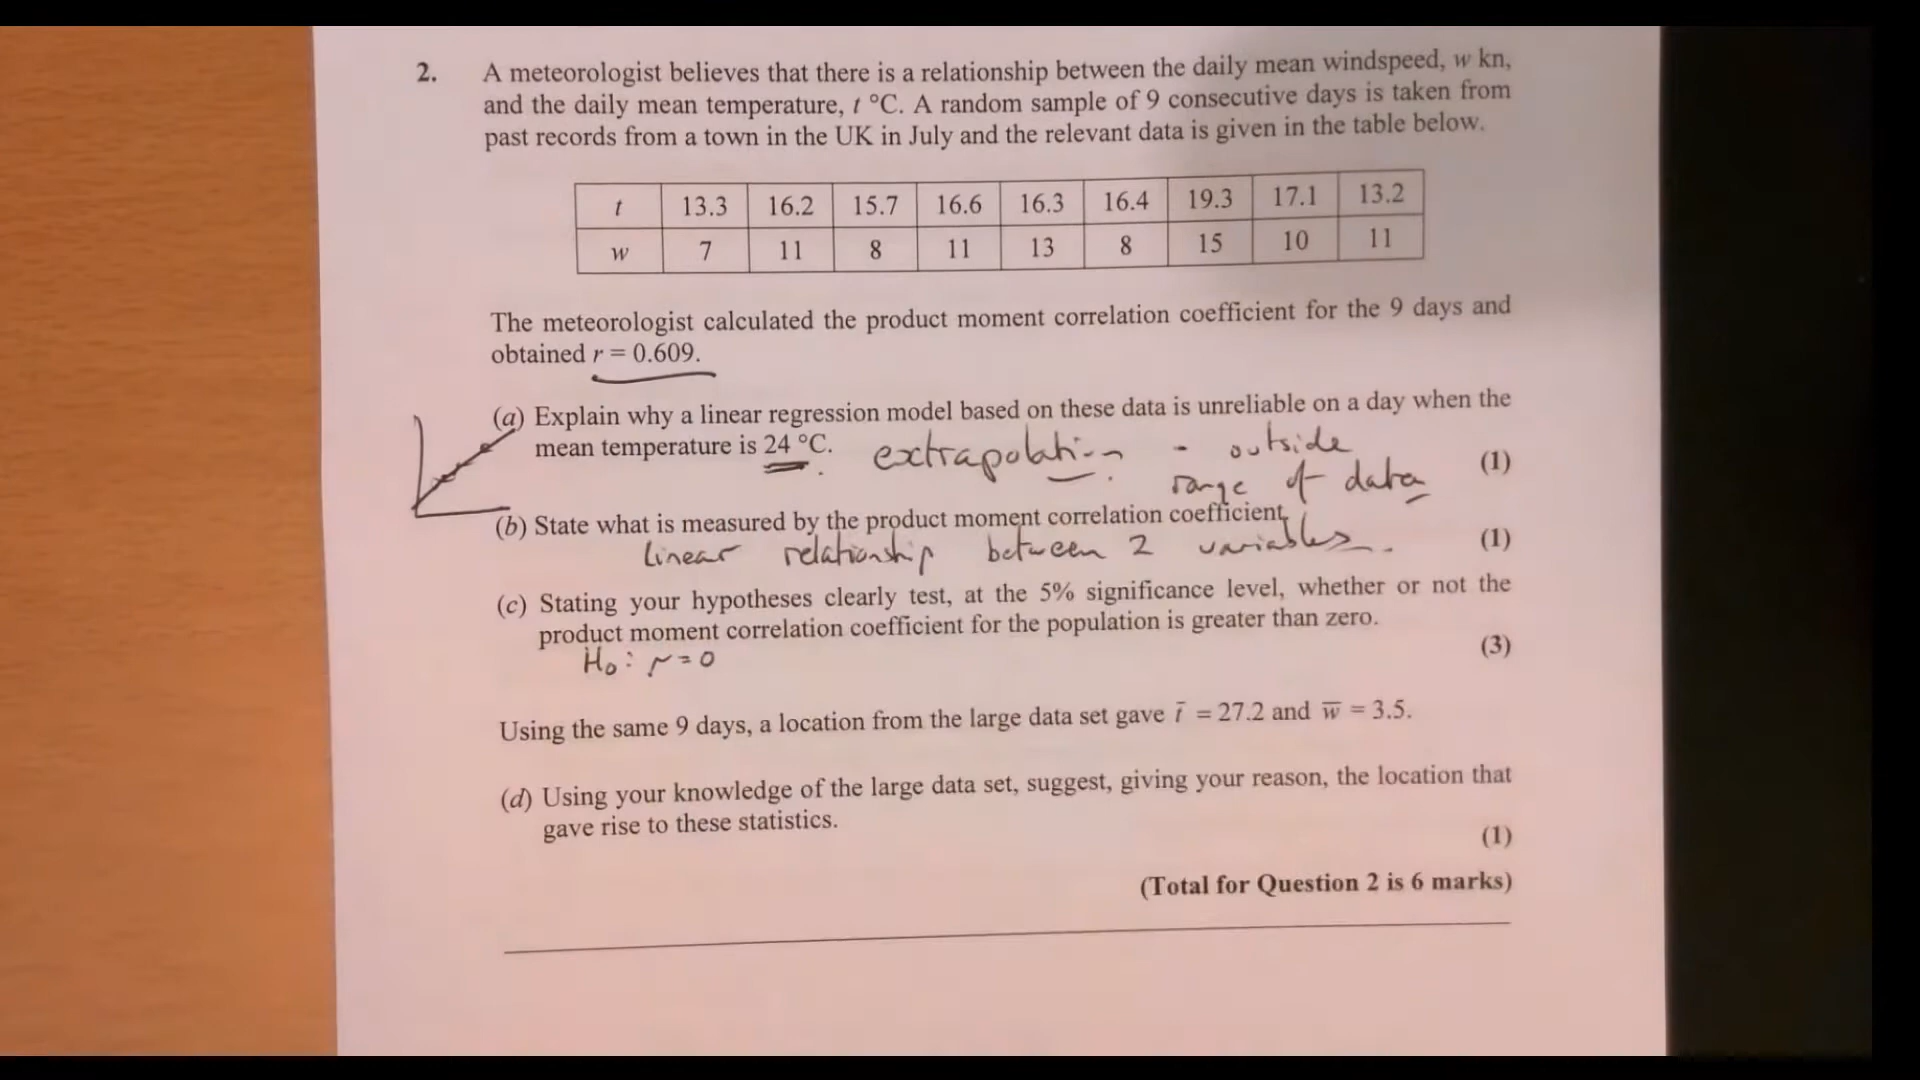 2. A meteorologist believes that there is a relationship between the daily mean windspeed, w kn,
and the daily mean temperature, t °C. A random sample of 9 consecutive days is taken from
past records from a town in the UK in July and the relevant data is given in the table below.
t 13.3 16.2 15.7 16.6 16.3 16.4 19.3 17.1 13.2
w 7 11 8 11 13 8 15 10 11
The meteorologist calculated the product moment correlation coefficient for the 9 days and
obtained r = 0.609.
(a) Explain why a linear regression model based on these data is unreliable on a day when the
mean temperature is 24 °C. extrapolation - outside
range of data (1)
(b) State what is measured by the product moment correlation coefficient.
linear relationship between 2 variables. (1)
(c) Stating your hypotheses clearly test, at the 5% significance level, whether or not the
product moment correlation coefficient for the population is greater than zero.
H₀: r = 0 (3)
Using the same 9 days, a location from the large data set gave t̄ = 27.2 and w̄ = 3.5.
(d) Using your knowledge of the large data set, suggest, giving your reason, the location that
gave rise to these statistics.
(1)
(Total for Question 2 is 6 marks)